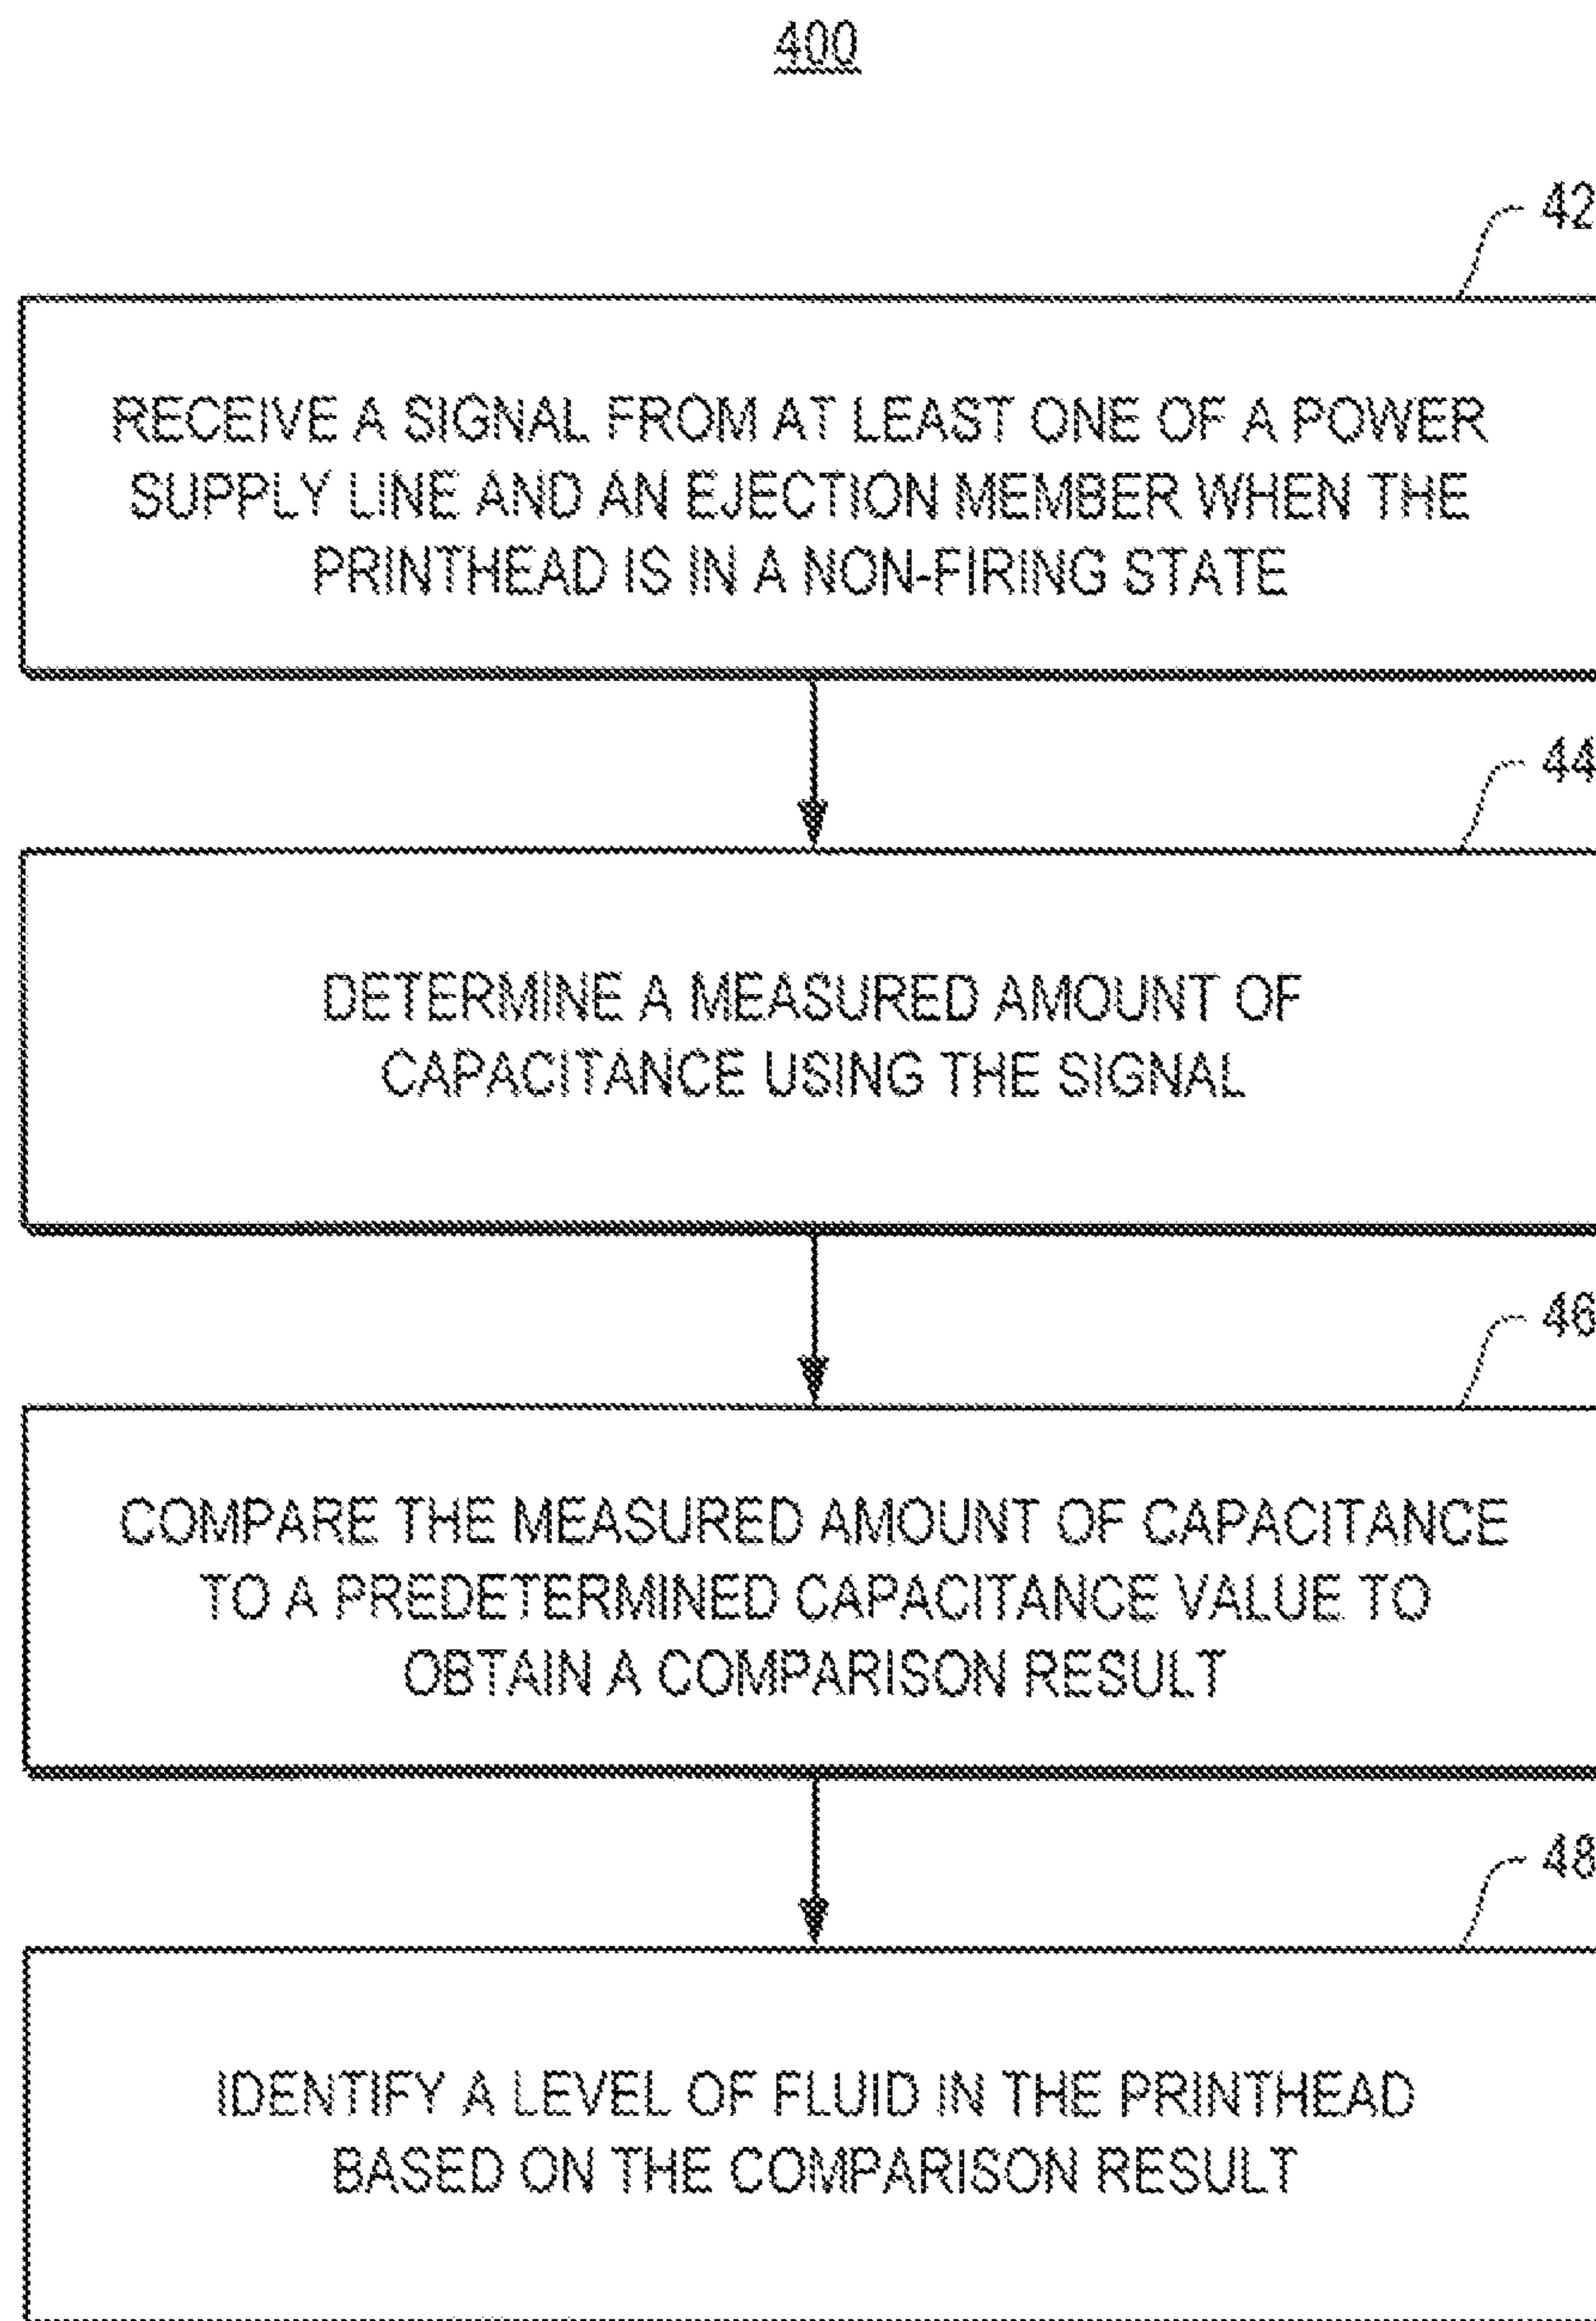 400
42
RECEIVE A SIGNAL FROM AT LEAST ONE OF A POWER
SUPPLY LINE AND AN EJECTION MEMBER WHEN THE
PRINTHEAD IS IN A NON-FIRING STATE
44
DETERMINE A MEASURED AMOUNT OF
CAPACITANCE USING THE SIGNAL
46
COMPARE THE MEASURED AMOUNT OF CAPACITANCE
TO A PREDETERMINED CAPACITANCE VALUE TO
OBTAIN A COMPARISON RESULT
48
IDENTIFY A LEVEL OF FLUID IN THE PRINTHEAD
BASED ON THE COMPARISON RESULT